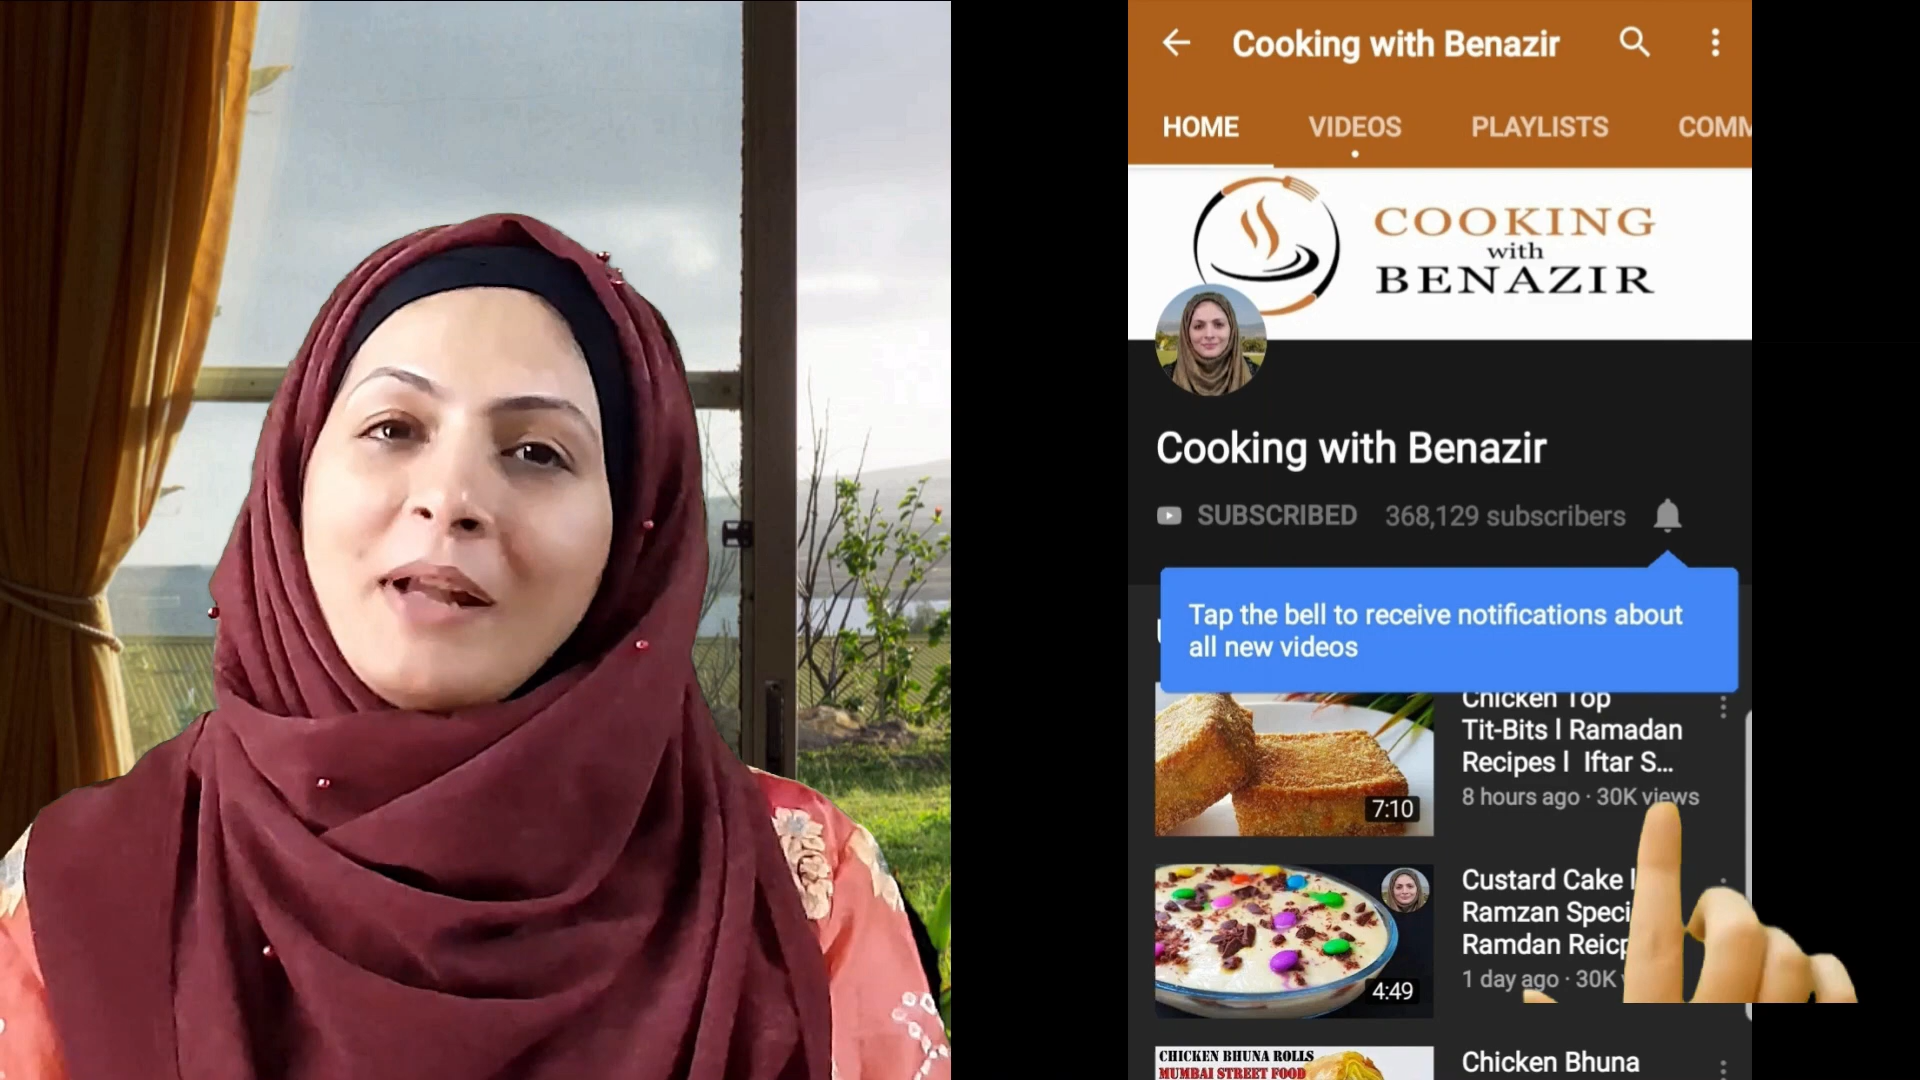 Cooking with Benazir
HOME VIDEOS PLAYLISTS COMM
COOKING
with
BENAZIR
Cooking with Benazir
SUBSCRIBED 368,129 subscribers
Tap the bell to receive notifications about
all new videos
Chicken Top
Tit-Bits l Ramadan
Recipes l Iftar S...
8 hours ago · 30K views
7:10
Custard Cake l
Ramzan Speci
Ramdan Reicp
1 day ago · 30K
4:49
CHICKEN BHUNA ROLLS
MUMBAI STREET FOOD
Chicken Bhuna